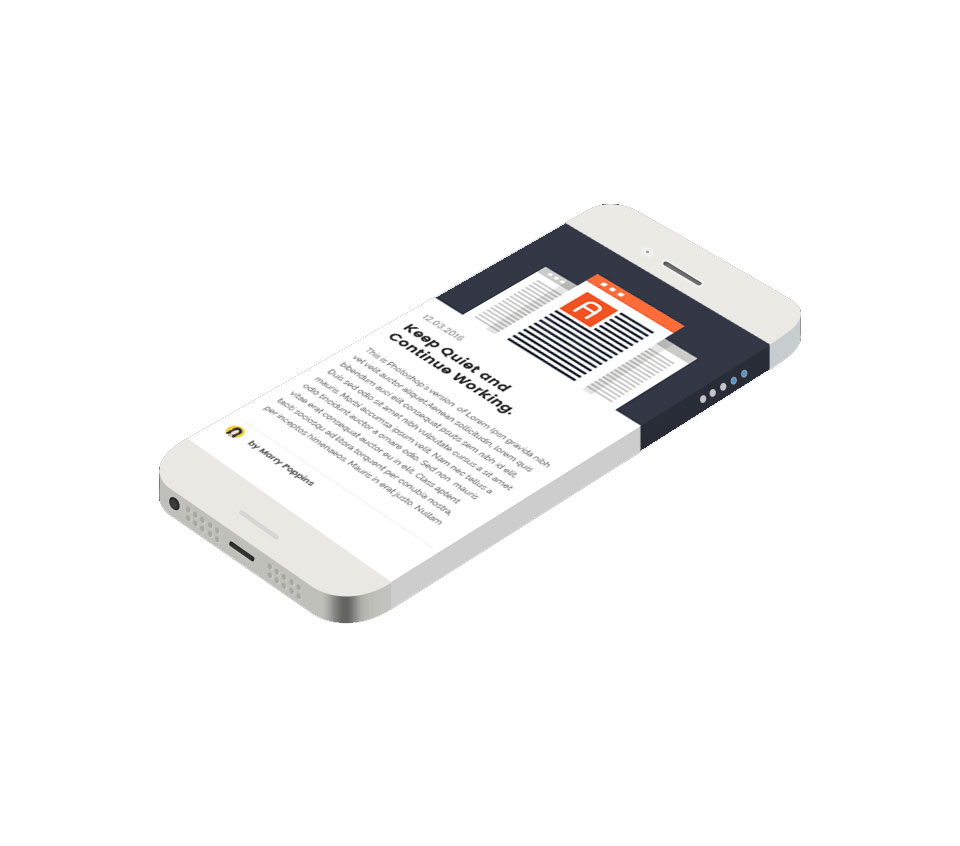 A
12.03.2016
Keep Quiet and
Continue Working.
This is Photoshop's version of Lorem Ipsn gravida nibh
vel velit auctor aliquet.Aenean sollicitudin, lorem quis
bibendum auci elit consequat psutis sem nibh id elit.
Duis sed odio sit amet nibh vulputate cursus a sit amet
mauris. Morbi accumsa ipsum velit. Nam nec tellus a
odio tincidunt auctor a ornare odio. Sed non mauris
vitae erat consequat auctor eu in elit. Class aptent
taciti sociosqu ad litora torquent per conubia nostra,
per inceptos himenaeos. Mauris in erat justo. Nullam
by Marry Poppins